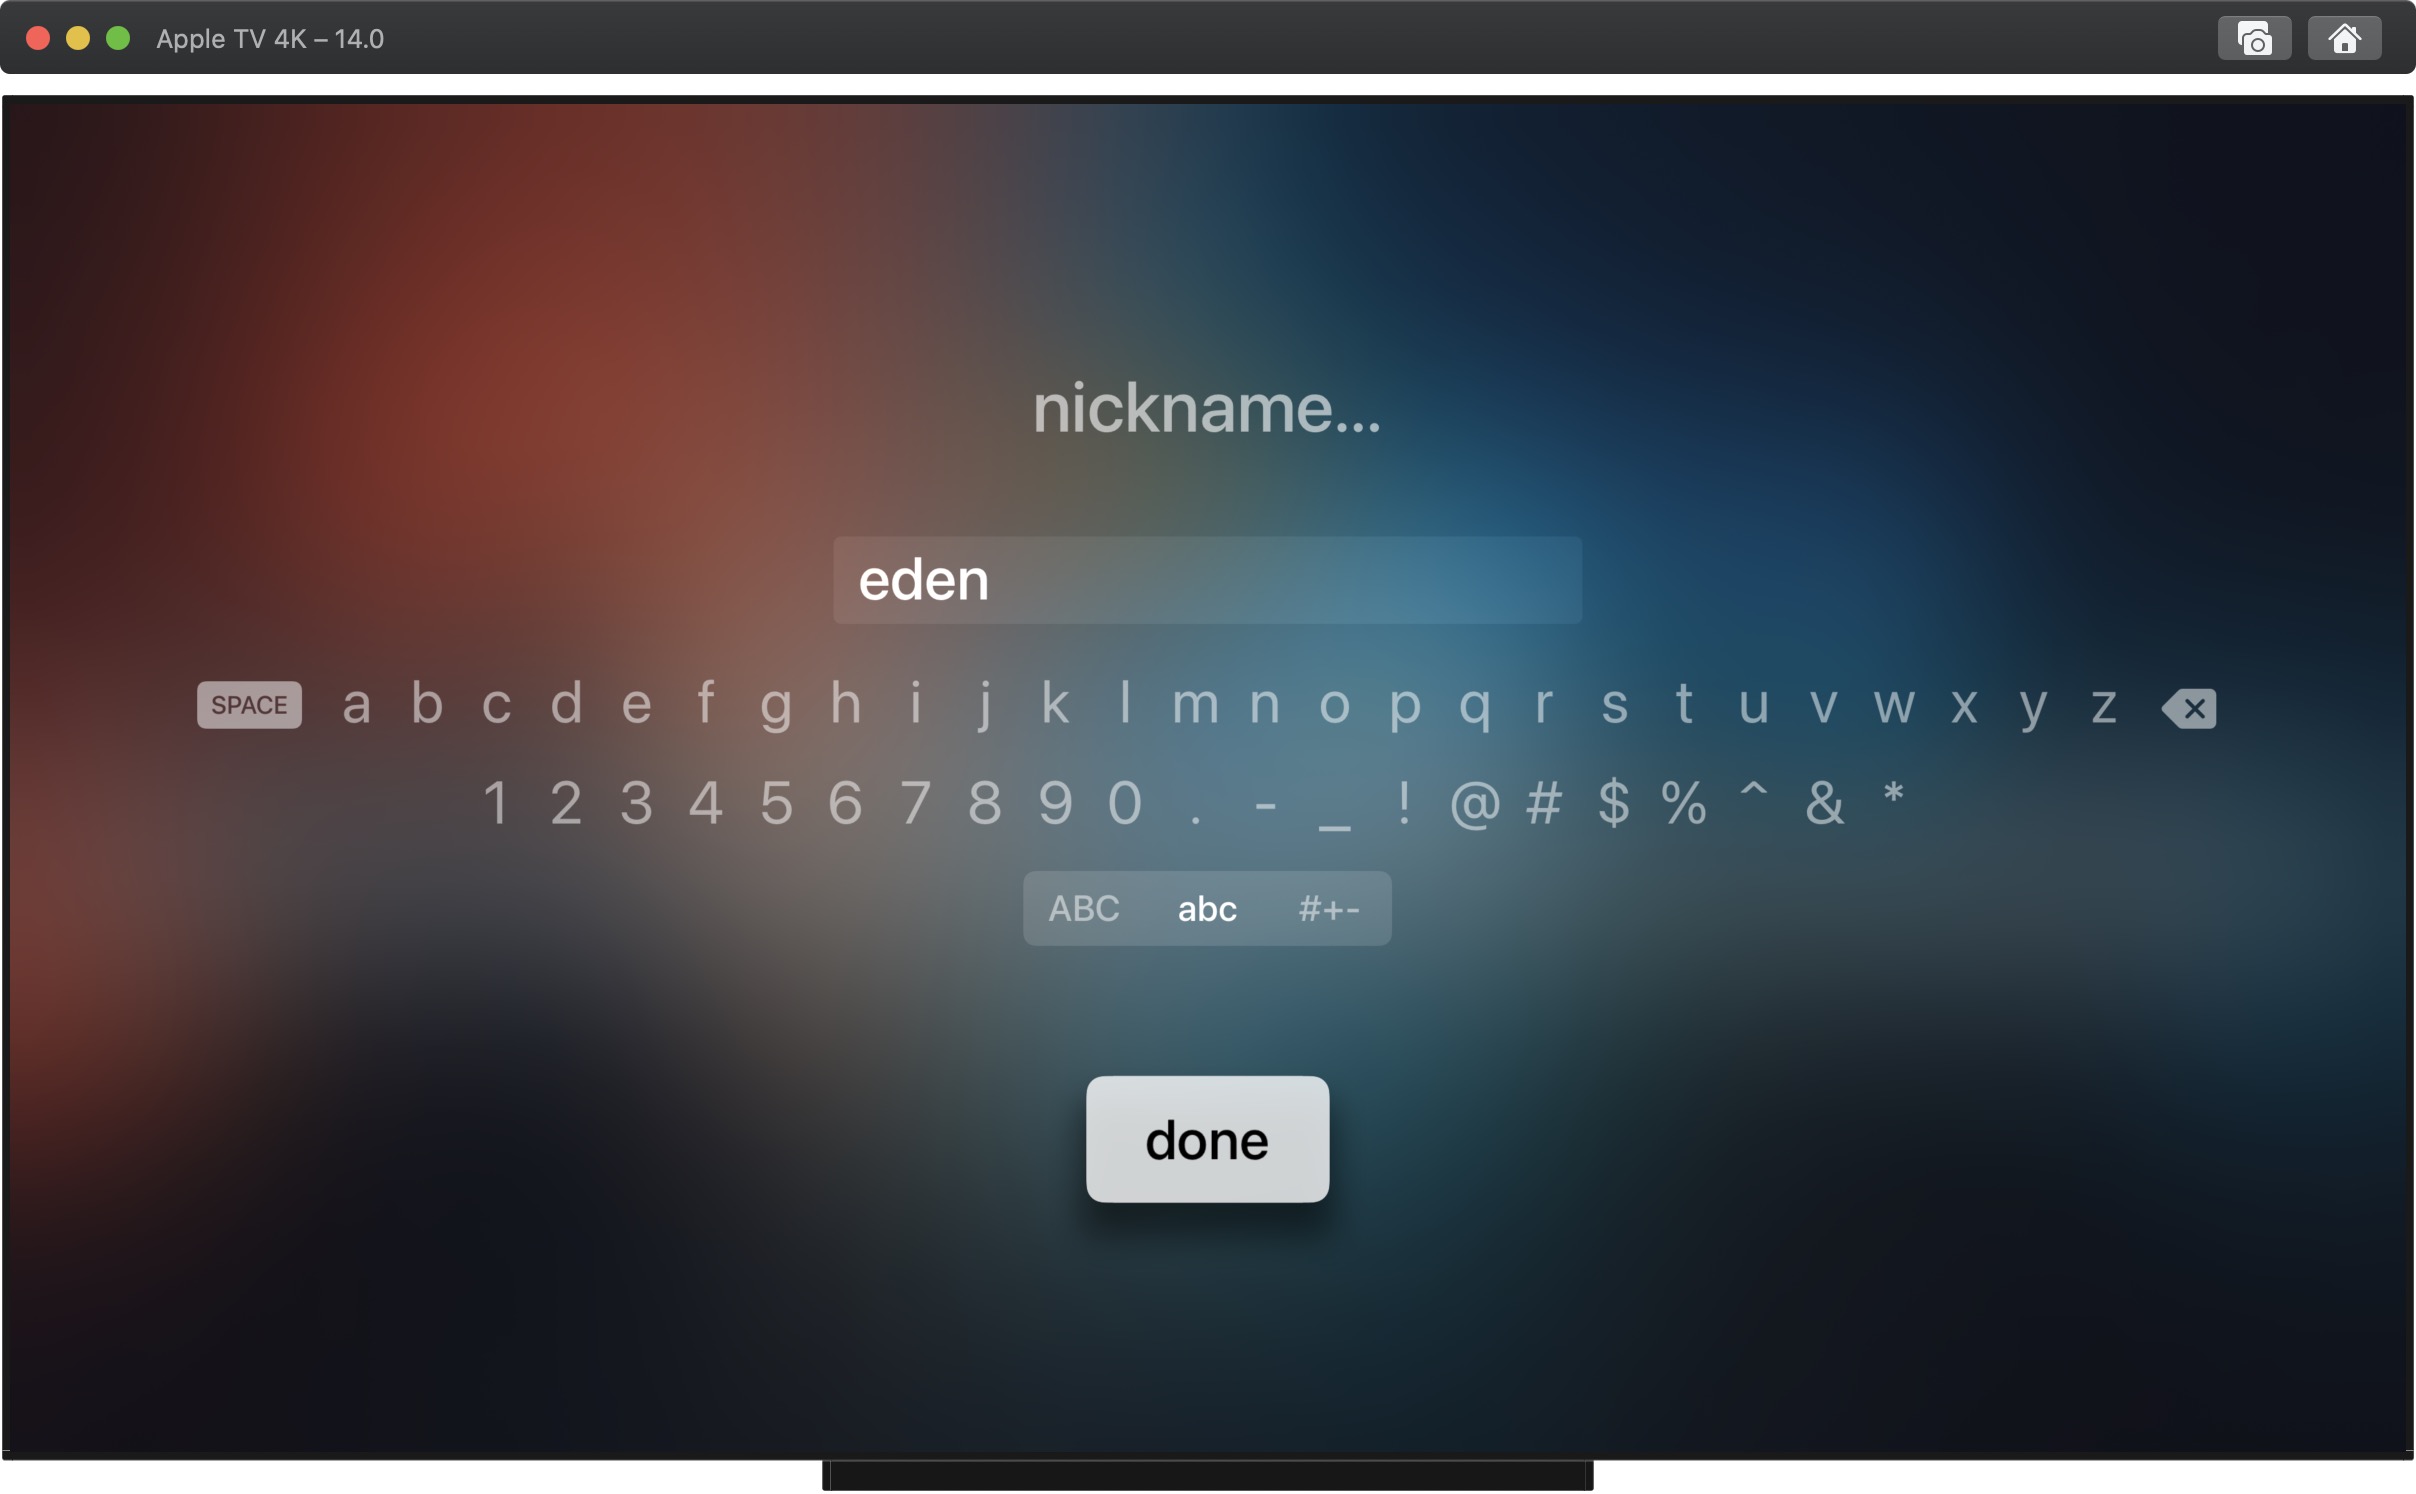 Apple TV 4K – 14.0
nickname...
eden
SPACE a b c d e f g h i j k l m n o p q r s t u v w x y z
1 2 3 4 5 6 7 8 9 0 . - _ ! @ # $ % ^ & *
ABC abc #+-
done